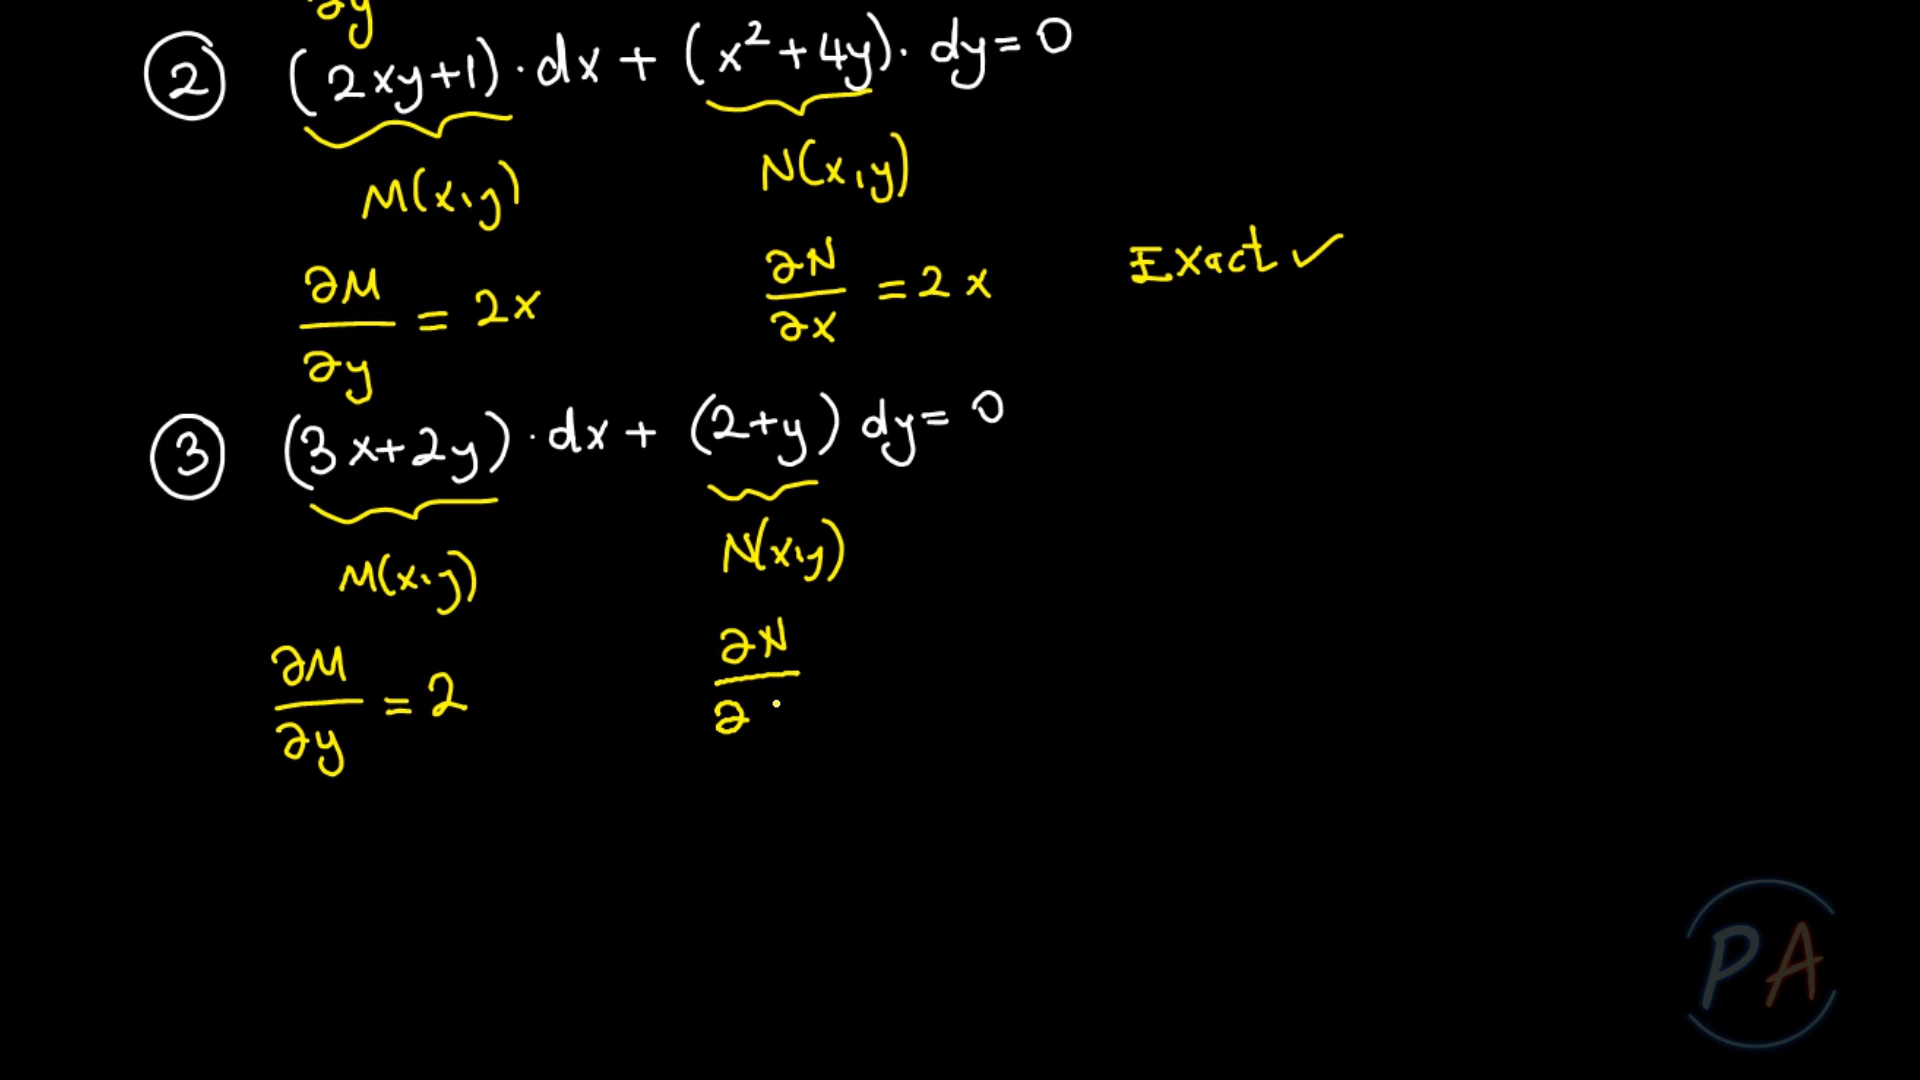 ∂y
② (2xy+1)·dx + (x²+4y)·dy=0
M(x,y) N(x,y)
∂M/∂y = 2x ∂N/∂x = 2x Exact ✓
③ (3x+2y)·dx + (2+y) dy= 0
M(x,y) N(x,y)
∂M/∂y = 2 ∂N/∂
PA